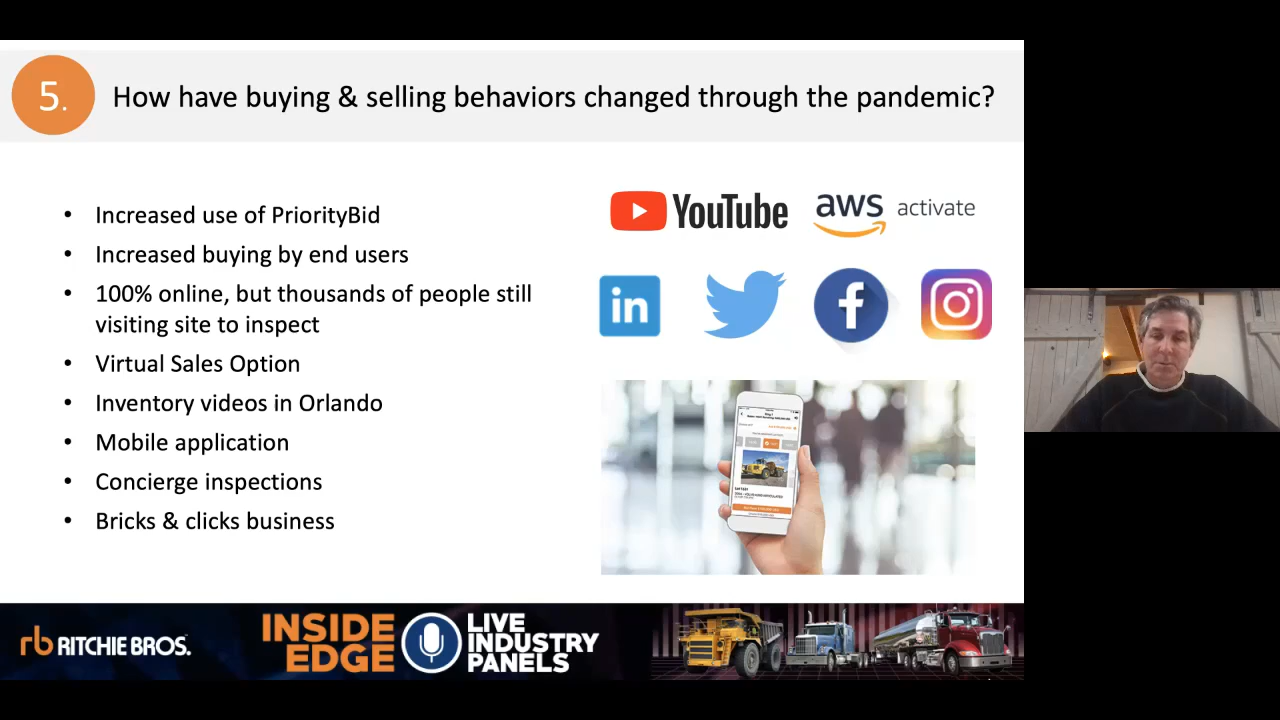 5.
How have buying & selling behaviors changed through the pandemic?
• Increased use of PriorityBid
• Increased buying by end users
• 100% online, but thousands of people still
visiting site to inspect
• Virtual Sales Option
• Inventory videos in Orlando
• Mobile application
• Concierge inspections
• Bricks & clicks business
YouTube
aws activate
in
f
rb RITCHIE BROS.
INSIDE
EDGE
LIVE
INDUSTRY
PANELS